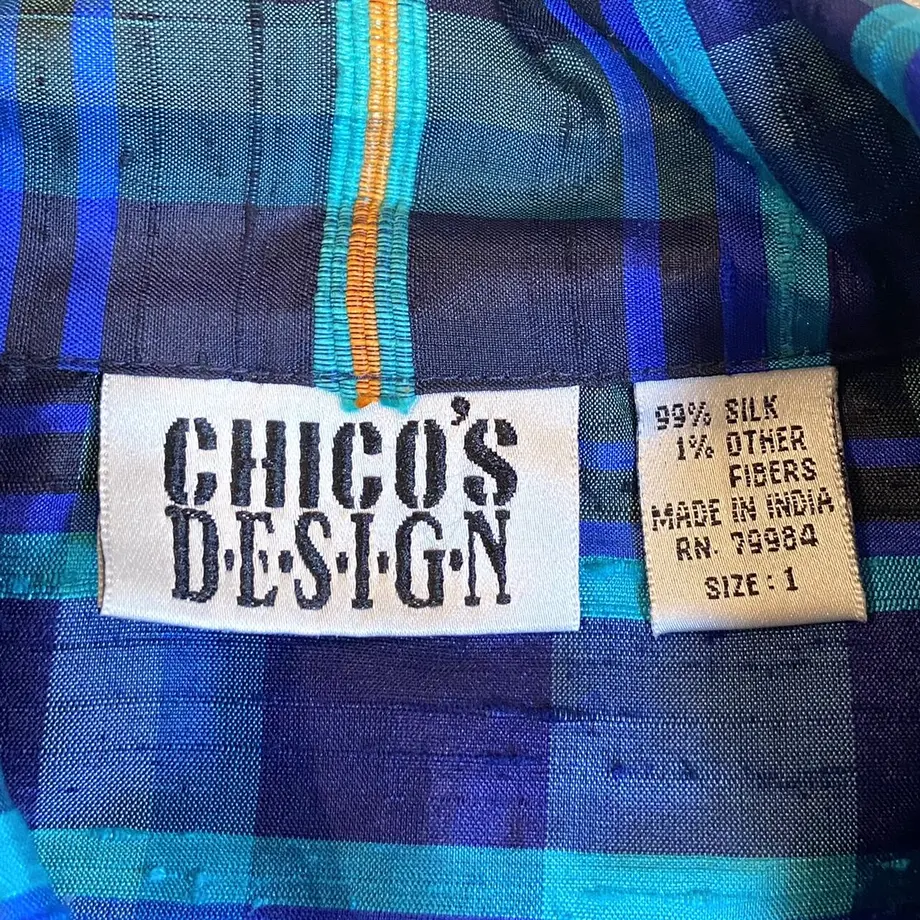 CHICO'S
D·E·S·I·G·N
99% SILK
1% OTHER
FIBERS
MADE IN INDIA
RN. 79984
SIZE: 1